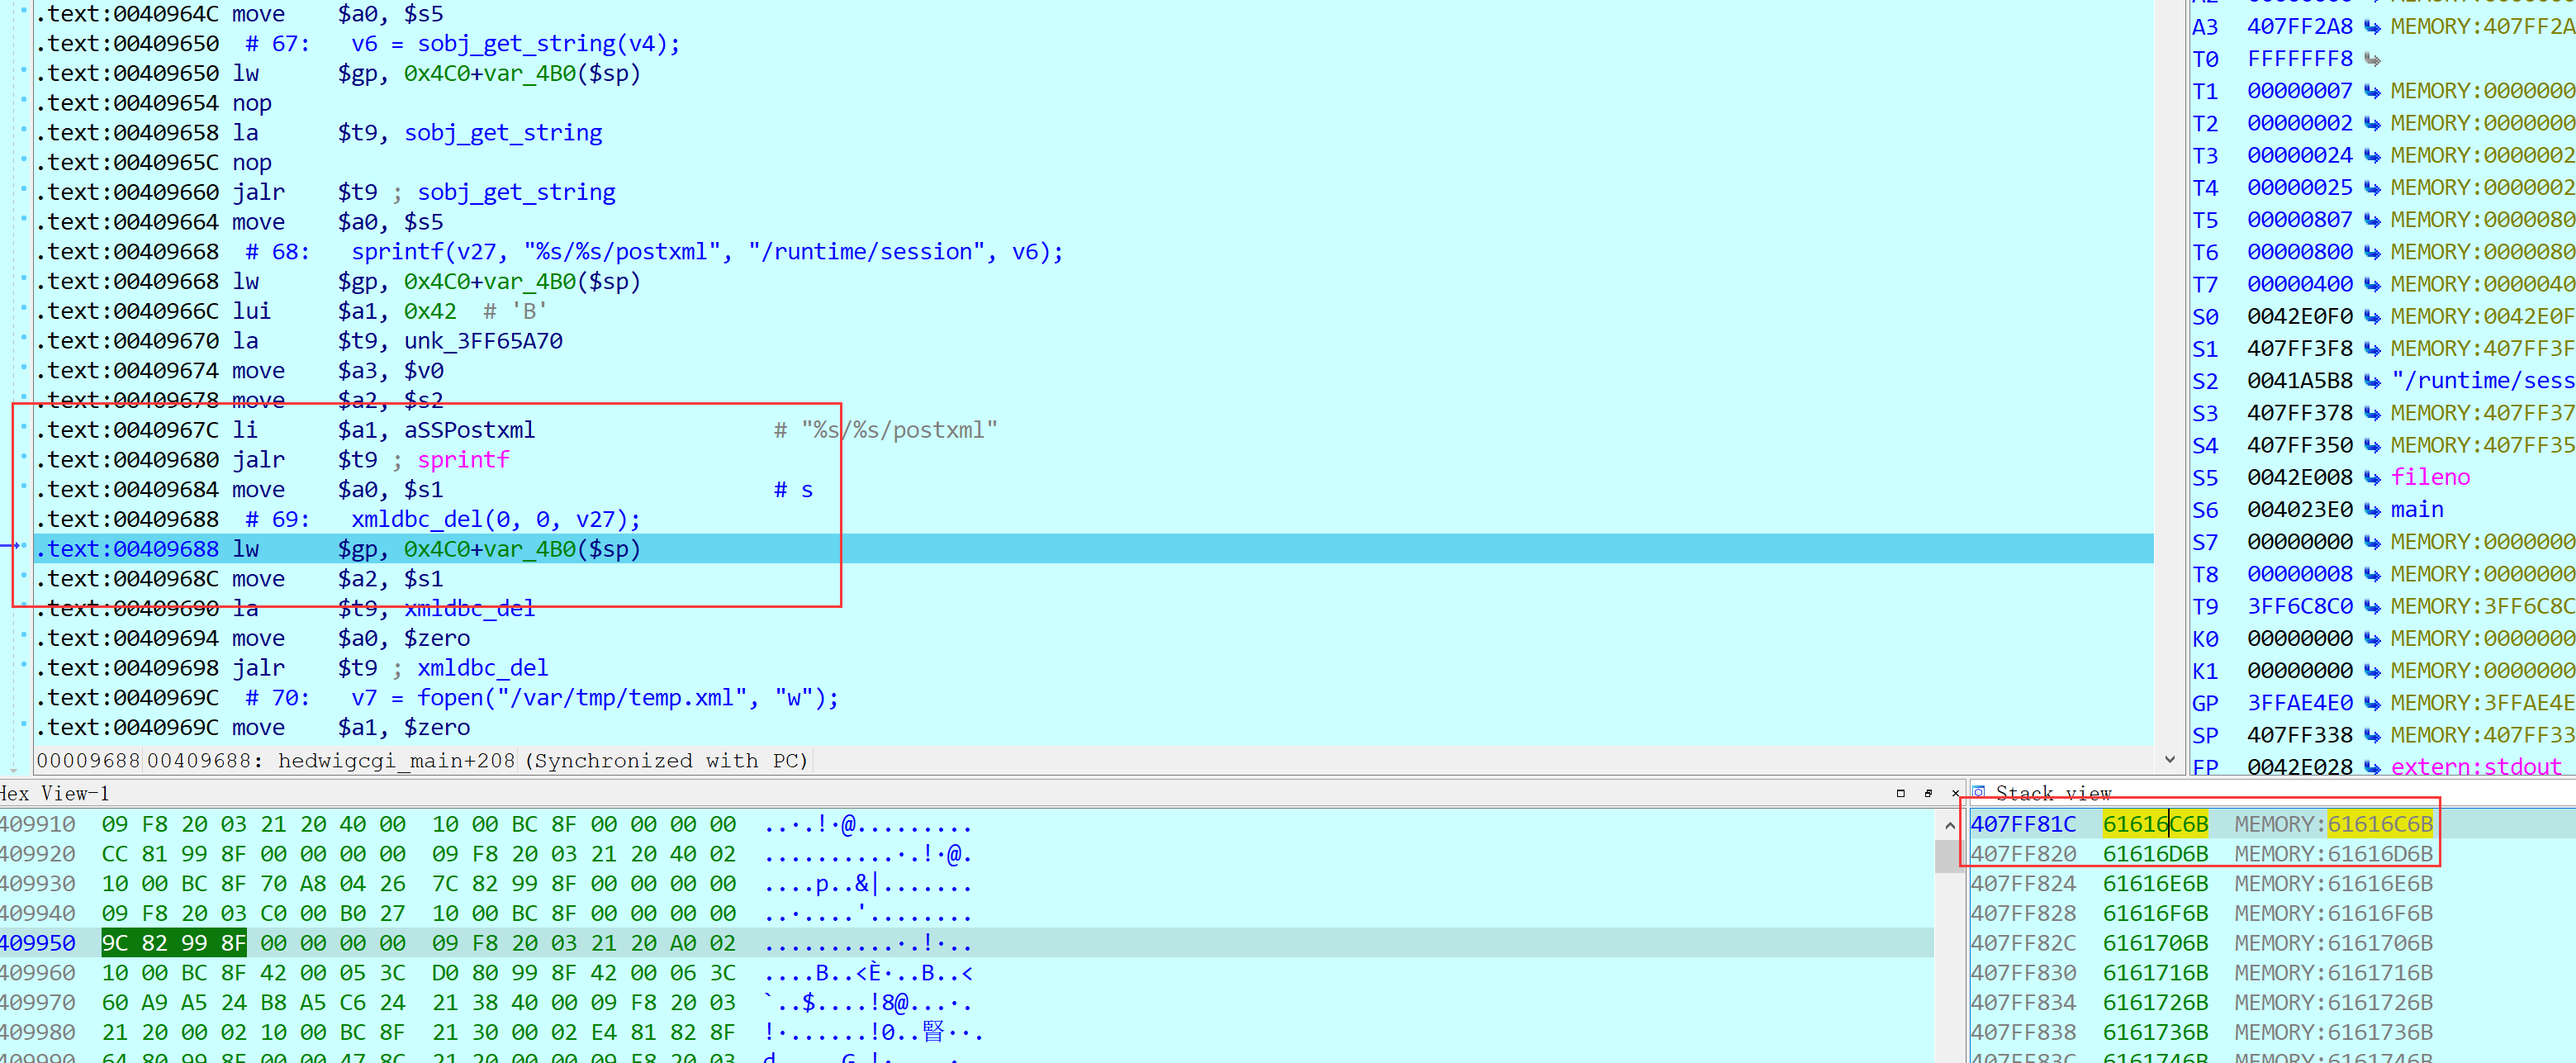 .text:0040964C move $a0, $s5
.text:00409650 # 67: v6 = sobj_get_string(v4);
.text:00409650 lw $gp, 0x4C0+var_4B0($sp)
.text:00409654 nop
.text:00409658 la $t9, sobj_get_string
.text:0040965C nop
.text:00409660 jalr $t9 ; sobj_get_string
.text:00409664 move $a0, $s5
.text:00409668 # 68: sprintf(v27, "%s/%s/postxml", "/runtime/session", v6);
.text:00409668 lw $gp, 0x4C0+var_4B0($sp)
.text:0040966C lui $a1, 0x42 # 'B'
.text:00409670 la $t9, unk_3FF65A70
.text:00409674 move $a3, $v0
.text:00409678 move $a2, $s2
.text:0040967C li $a1, aSSPostxml # "%s/%s/postxml"
.text:00409680 jalr $t9 ; sprintf
.text:00409684 move $a0, $s1 # s
.text:00409688 # 69: xmldbc_del(0, 0, v27);
.text:00409688 lw $gp, 0x4C0+var_4B0($sp)
.text:0040968C move $a2, $s1
.text:00409690 la $t9, xmldbc_del
.text:00409694 move $a0, $zero
.text:00409698 jalr $t9 ; xmldbc_del
.text:0040969C # 70: v7 = fopen("/var/tmp/temp.xml", "w");
.text:0040969C move $a1, $zero
00009688 00409688: hedwigcgi_main+208 (Synchronized with PC)
A3 407FF2A8 MEMORY:407FF2A
T0 FFFFFFF8
T1 00000007 MEMORY:0000000
T2 00000002 MEMORY:0000000
T3 00000024 MEMORY:0000002
T4 00000025 MEMORY:0000002
T5 00000807 MEMORY:0000080
T6 00000800 MEMORY:0000080
T7 00000400 MEMORY:0000040
S0 0042E0F0 MEMORY:0042E0F
S1 407FF3F8 MEMORY:407FF3F
S2 0041A5B8 "/runtime/sess
S3 407FF378 MEMORY:407FF37
S4 407FF350 MEMORY:407FF35
S5 0042E008 fileno
S6 004023E0 main
S7 00000000 MEMORY:0000000
T8 00000008 MEMORY:0000000
T9 3FF6C8C0 MEMORY:3FF6C8C
K0 00000000 MEMORY:0000000
K1 00000000 MEMORY:0000000
GP 3FFAE4E0 MEMORY:3FFAE4E
SP 407FF338 MEMORY:407FF33
FP 0042E028 extern:stdout
Hex View-1
409910 09 F8 20 03 21 20 40 00 10 00 BC 8F 00 00 00 00 ..·.!·@.........
409920 CC 81 99 8F 00 00 00 00 09 F8 20 03 21 20 40 02 ..........·.!·@.
409930 10 00 BC 8F 70 A8 04 26 7C 82 99 8F 00 00 00 00 ....p..&|.......
409940 09 F8 20 03 C0 00 B0 27 10 00 BC 8F 00 00 00 00 ..·....'........
409950 9C 82 99 8F 00 00 00 00 09 F8 20 03 21 20 A0 02 ..........·.!·..
409960 10 00 BC 8F 42 00 05 3C D0 80 99 8F 42 00 06 3C ....B..<È·..B..<
409970 60 A9 A5 24 B8 A5 C6 24 21 38 40 00 09 F8 20 03 `..$....!8@...·.
409980 21 20 00 02 10 00 BC 8F 21 30 00 02 E4 81 82 8F
409990 64 80 99 8F 00 00 47 8C 21 20 00 00 09 F8 20 03
Stack view
407FF81C 61616C6B MEMORY:61616C6B
407FF820 61616D6B MEMORY:61616D6B
407FF824 61616E6B MEMORY:61616E6B
407FF828 61616F6B MEMORY:61616F6B
407FF82C 6161706B MEMORY:6161706B
407FF830 6161716B MEMORY:6161716B
407FF834 6161726B MEMORY:6161726B
407FF838 6161736B MEMORY:6161736B
407FF83C 6161746B MEMORY:6161746B